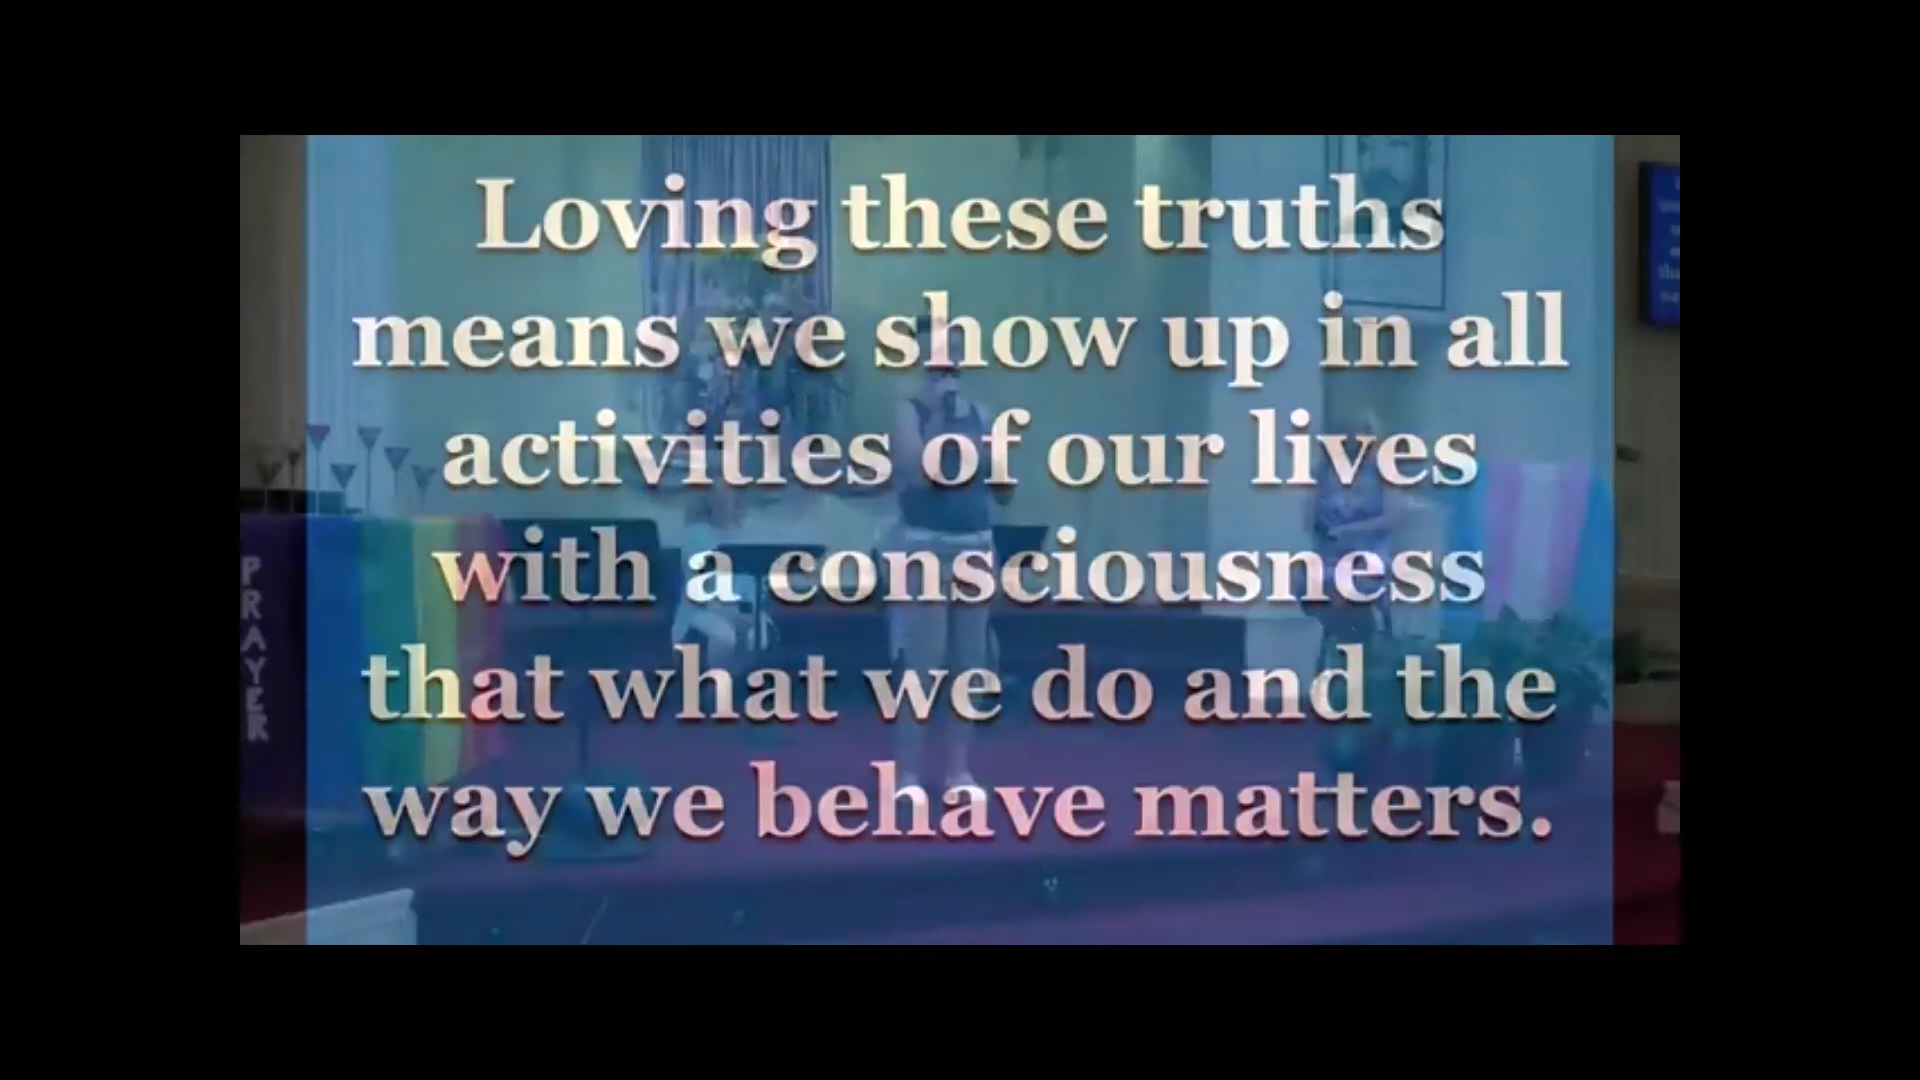 Loving these truths
means we show up in all
activities of our lives
with a consciousness
that what we do and the
way we behave matters.
PRAYER